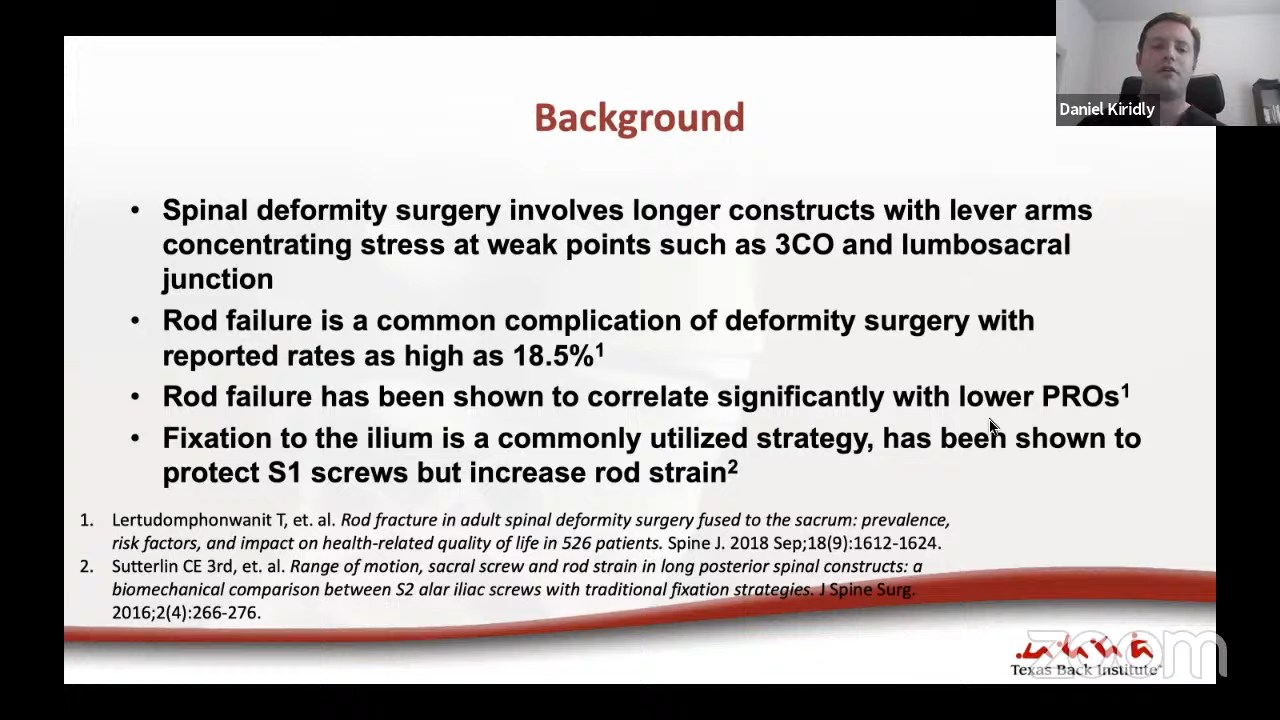 Daniel Kiridly
Background
• Spinal deformity surgery involves longer constructs with lever arms
concentrating stress at weak points such as 3CO and lumbosacral
junction
• Rod failure is a common complication of deformity surgery with
reported rates as high as 18.5%¹
• Rod failure has been shown to correlate significantly with lower PROs¹
• Fixation to the ilium is a commonly utilized strategy, has been shown to
protect S1 screws but increase rod strain²
1. Lertudomphonwanit T, et. al. Rod fracture in adult spinal deformity surgery fused to the sacrum: prevalence,
risk factors, and impact on health-related quality of life in 526 patients. Spine J. 2018 Sep;18(9):1612-1624.
2. Sutterlin CE 3rd, et. al. Range of motion, sacral screw and rod strain in long posterior spinal constructs: a
biomechanical comparison between S2 alar iliac screws with traditional fixation strategies. J Spine Surg.
2016;2(4):266-276.
zoom
Texas Back Institute